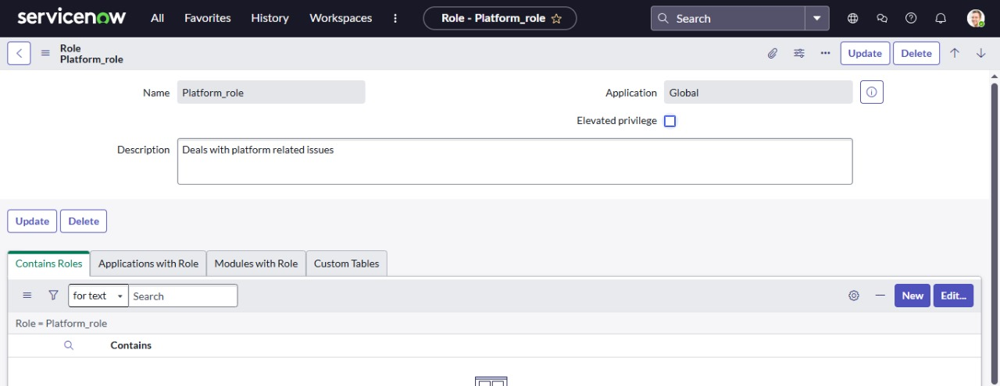 servicenow All Favorites History Workspaces Role - Platform_role Search
Role
Platform_role
Update Delete
Name Platform_role Application Global
Elevated privilege
Description Deals with platform related issues
Update Delete
Contains Roles Applications with Role Modules with Role Custom Tables
for text Search New Edit...
Role = Platform_role
Contains